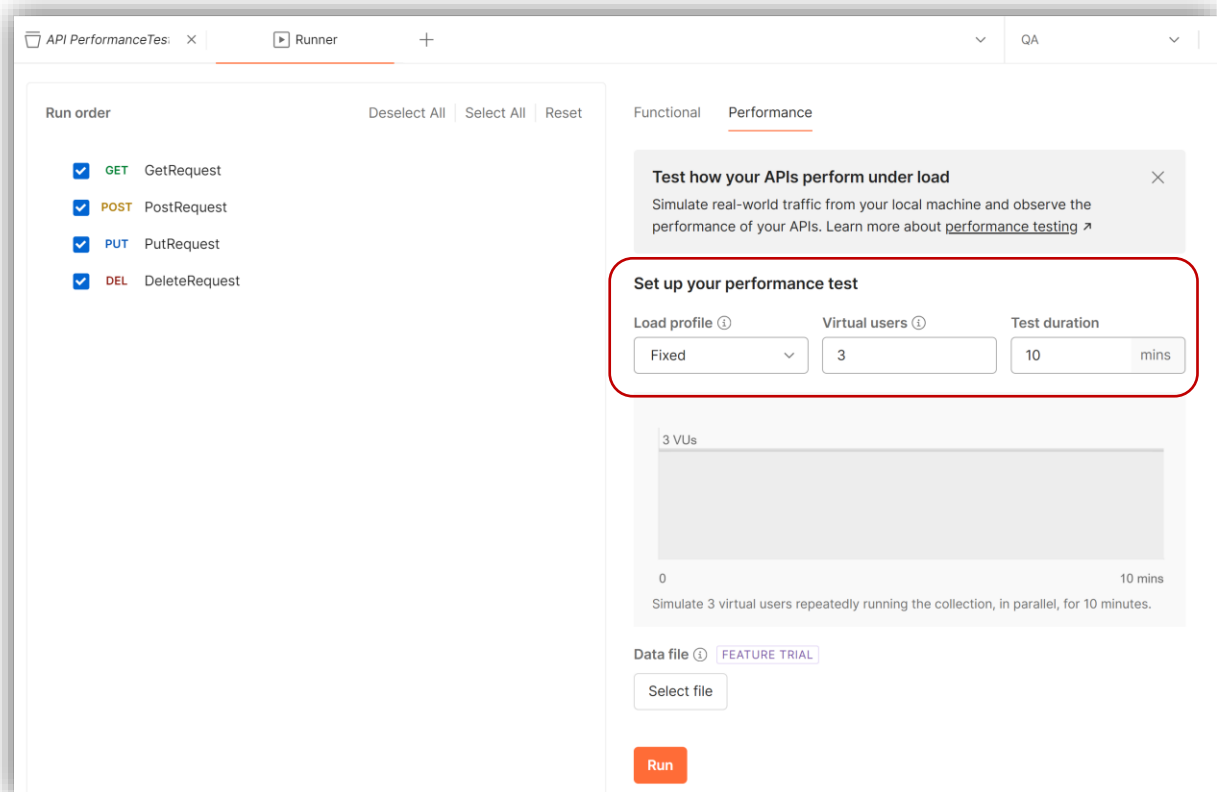 API PerformanceTes
Runner
QA
Run order
Deselect All
Select All
Reset
GET GetRequest
POST PostRequest
PUT PutRequest
DEL DeleteRequest
Functional
Performance
Test how your APIs perform under load
Simulate real-world traffic from your local machine and observe the
performance of your APIs. Learn more about performance testing ↗
Set up your performance test
Load profile
Virtual users
Test duration
Fixed
3
10
mins
3 VUs
0
10 mins
Simulate 3 virtual users repeatedly running the collection, in parallel, for 10 minutes.
Data file
FEATURE TRIAL
Select file
Run